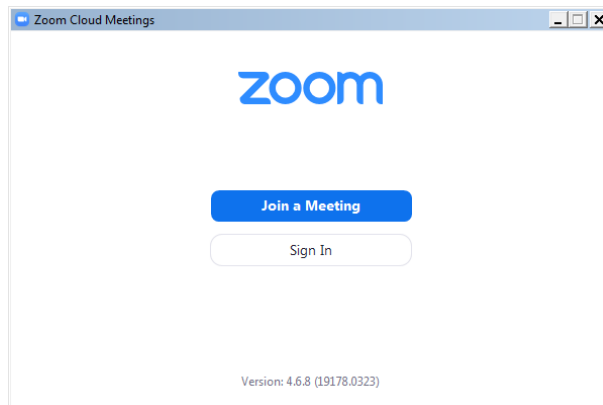 Zoom Cloud Meetings
zoom
Join a Meeting
Sign In
Version: 4.6.8 (19178.0323)